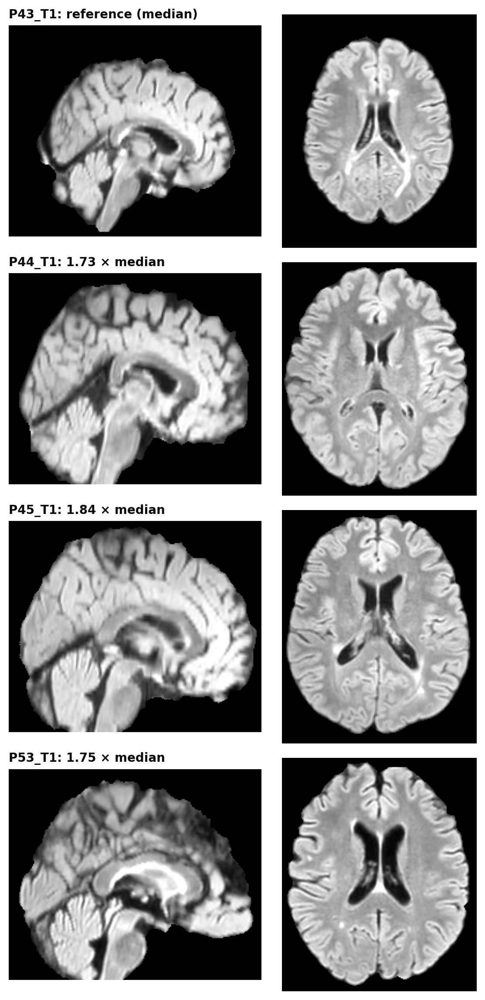 P43_T1: reference (median)
P44_T1: 1.73 × median
P45_T1: 1.84 × median
P53_T1: 1.75 × median